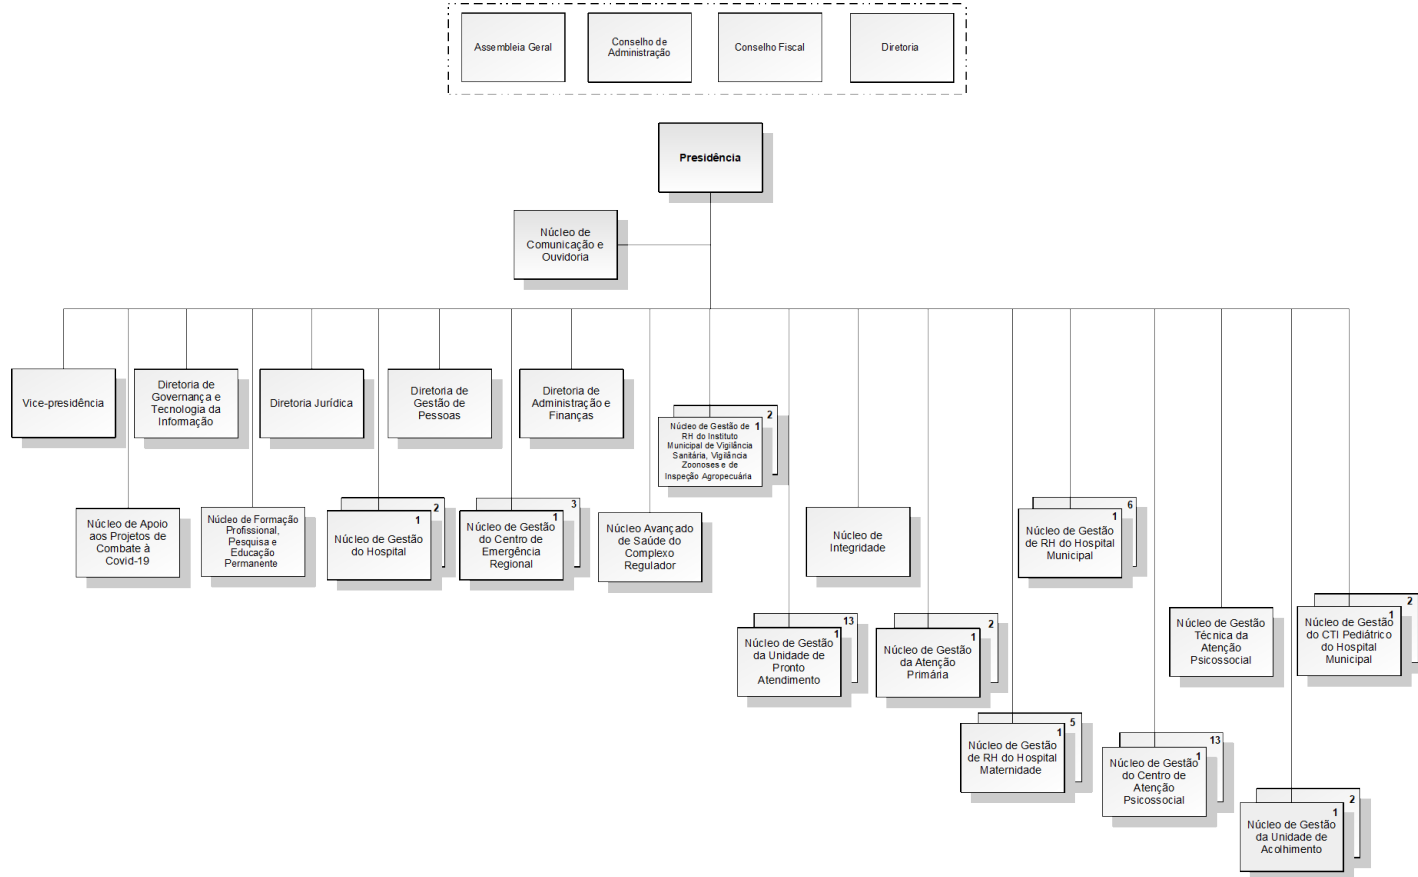 Assembleia Geral
Conselho de
Administração
Conselho Fiscal
Diretoria
Presidência
Núcleo de
Comunicação e
Ouvidoria
Vice-presidência
Diretoria de
Governança e
Tecnologia da
Informação
Diretoria Jurídica
Diretoria de
Gestão de
Pessoas
Diretoria de
Administração e
Finanças
2
1
Núcleo de Gestão de
RH do Instituto
Municipal de Vigilância
Sanitária, Vigilância
Zoonoses e de
Inspeção Agropecuária
Núcleo de Apoio
aos Projetos de
Combate à
Covid-19
Núcleo de Formação
Profissional,
Pesquisa e
Educação
Permanente
2
1
Núcleo de Gestão
do Hospital
3
1
Núcleo de Gestão
do Centro de
Emergência
Regional
Núcleo Avançado
de Saúde do
Complexo
Regulador
Núcleo de
Integridade
6
1
Núcleo de Gestão
de RH do Hospital
Municipal
13
1
Núcleo de Gestão
da Unidade de
Pronto
Atendimento
2
1
Núcleo de Gestão
da Atenção
Primária
Núcleo de Gestão
Técnica da
Atenção
Psicossocial
2
1
Núcleo de Gestão
do CTI Pediátrico
do Hospital
Municipal
5
1
Núcleo de Gestão
de RH do Hospital
Maternidade
13
1
Núcleo de Gestão
do Centro de
Atenção
Psicossocial
2
1
Núcleo de Gestão
da Unidade de
Acolhimento